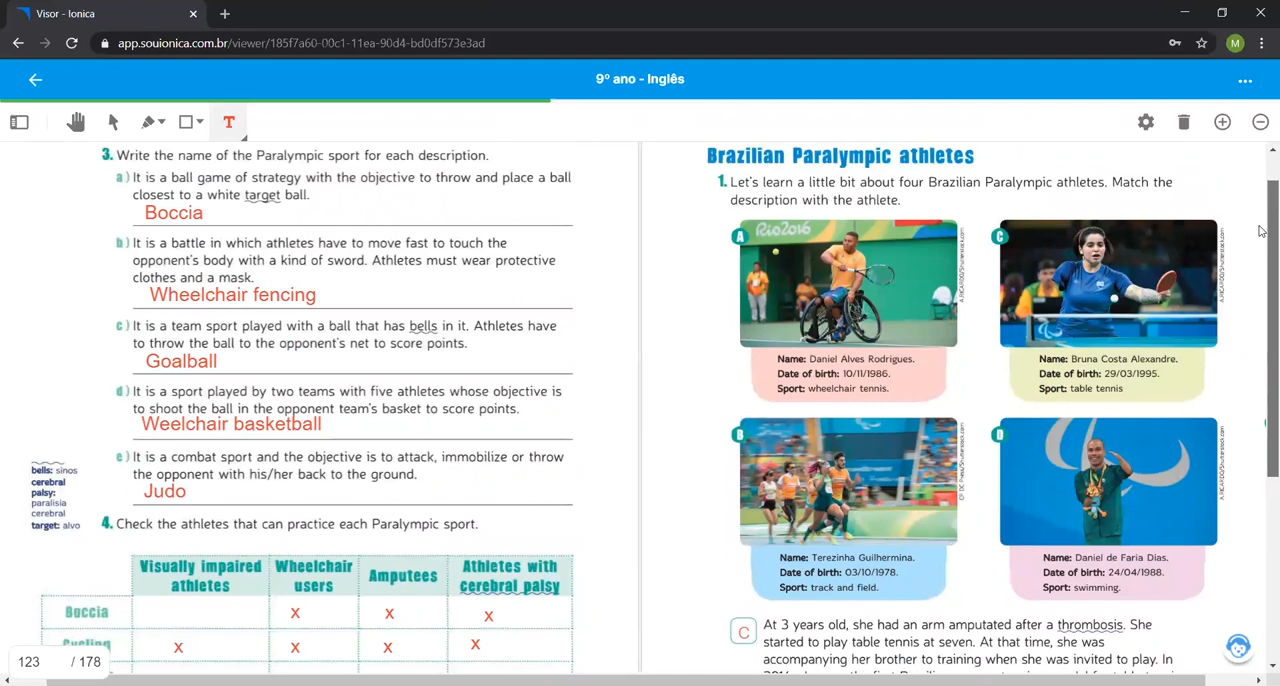 Visor - Ionica
app.souionica.com.br/viewer/185f7a60-00c1-11ea-90d4-bd0df573e3ad
M
9º ano - Inglês
T
3. Write the name of the Paralympic sport for each description.
a) It is a ball game of strategy with the objective to throw and place a ball
closest to a white target ball.
Boccia
b) It is a battle in which athletes have to move fast to touch the
opponent's body with a kind of sword. Athletes must wear protective
clothes and a mask.
Wheelchair fencing
c) It is a team sport played with a ball that has bells in it. Athletes have
to throw the ball to the opponent's net to score points.
Goalball
d) It is a sport played by two teams with five athletes whose objective is
to shoot the ball in the opponent team's basket to score points.
Weelchair basketball
e) It is a combat sport and the objective is to attack, immobilize or throw
the opponent with his/her back to the ground.
Judo
bells: sinos
cerebral
palsy:
paralisia
cerebral
target: alvo
4. Check the athletes that can practice each Paralympic sport.
Visually impaired athletes Wheelchair users Amputees Athletes with cerebral palsy
Boccia x x x
Cycling x x x x
123 / 178
Brazilian Paralympic athletes
1. Let's learn a little bit about four Brazilian Paralympic athletes. Match the
description with the athlete.
A
Rio2016
A.RICARDO/Shutterstock.com
Name: Daniel Alves Rodrigues.
Date of birth: 10/11/1986.
Sport: wheelchair tennis.
C
A.RICARDO/Shutterstock.com
Name: Bruna Costa Alexandre.
Date of birth: 29/03/1995.
Sport: table tennis
B
CP DC Press/Shutterstock.com
Name: Terezinha Guilhermina.
Date of birth: 03/10/1978.
Sport: track and field.
D
A.RICARDO/Shutterstock.com
Name: Daniel de Faria Dias.
Date of birth: 24/04/1988.
Sport: swimming.
C
At 3 years old, she had an arm amputated after a thrombosis. She
started to play table tennis at seven. At that time, she was
accompanying her brother to training when she was invited to play. In